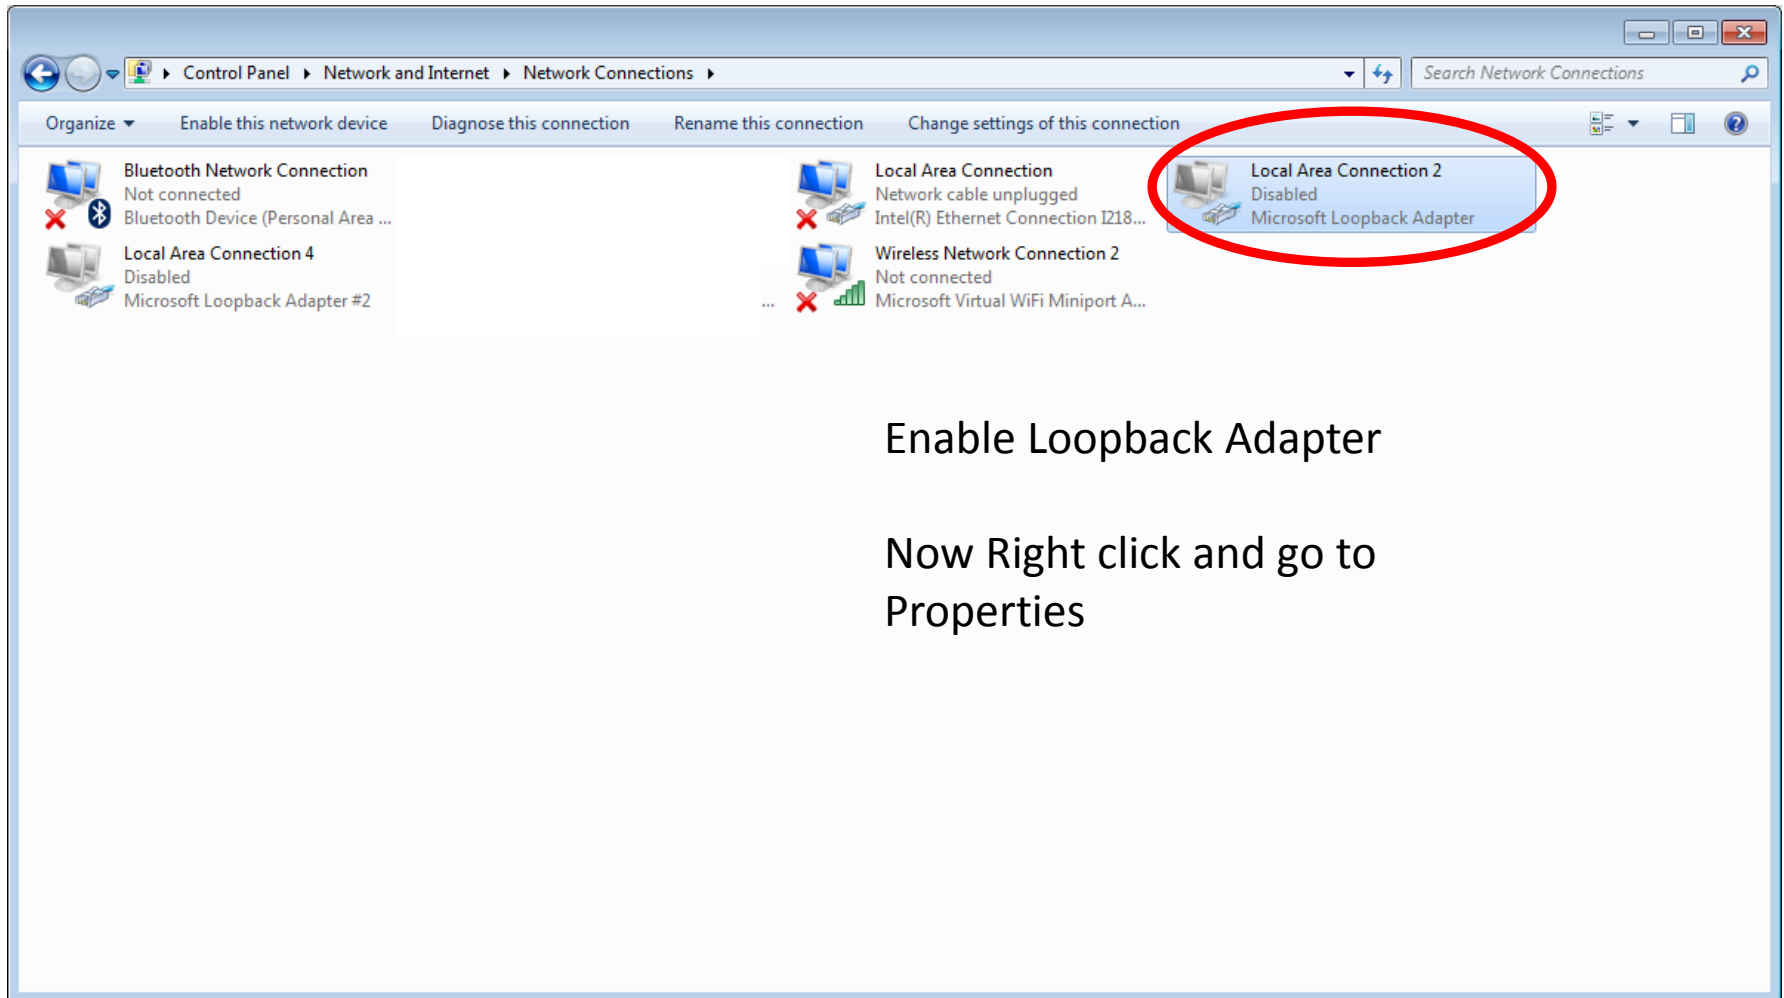 Control Panel Network and Internet Network Connections
Search Network Connections
Organize Enable this network device Diagnose this connection Rename this connection Change settings of this connection
Bluetooth Network Connection
Not connected
Bluetooth Device (Personal Area ...
Local Area Connection
Network cable unplugged
Intel(R) Ethernet Connection I218...
Local Area Connection 2
Disabled
Microsoft Loopback Adapter
Local Area Connection 4
Disabled
Microsoft Loopback Adapter #2
...
Wireless Network Connection 2
Not connected
Microsoft Virtual WiFi Miniport A...
Enable Loopback Adapter
Now Right click and go to
Properties